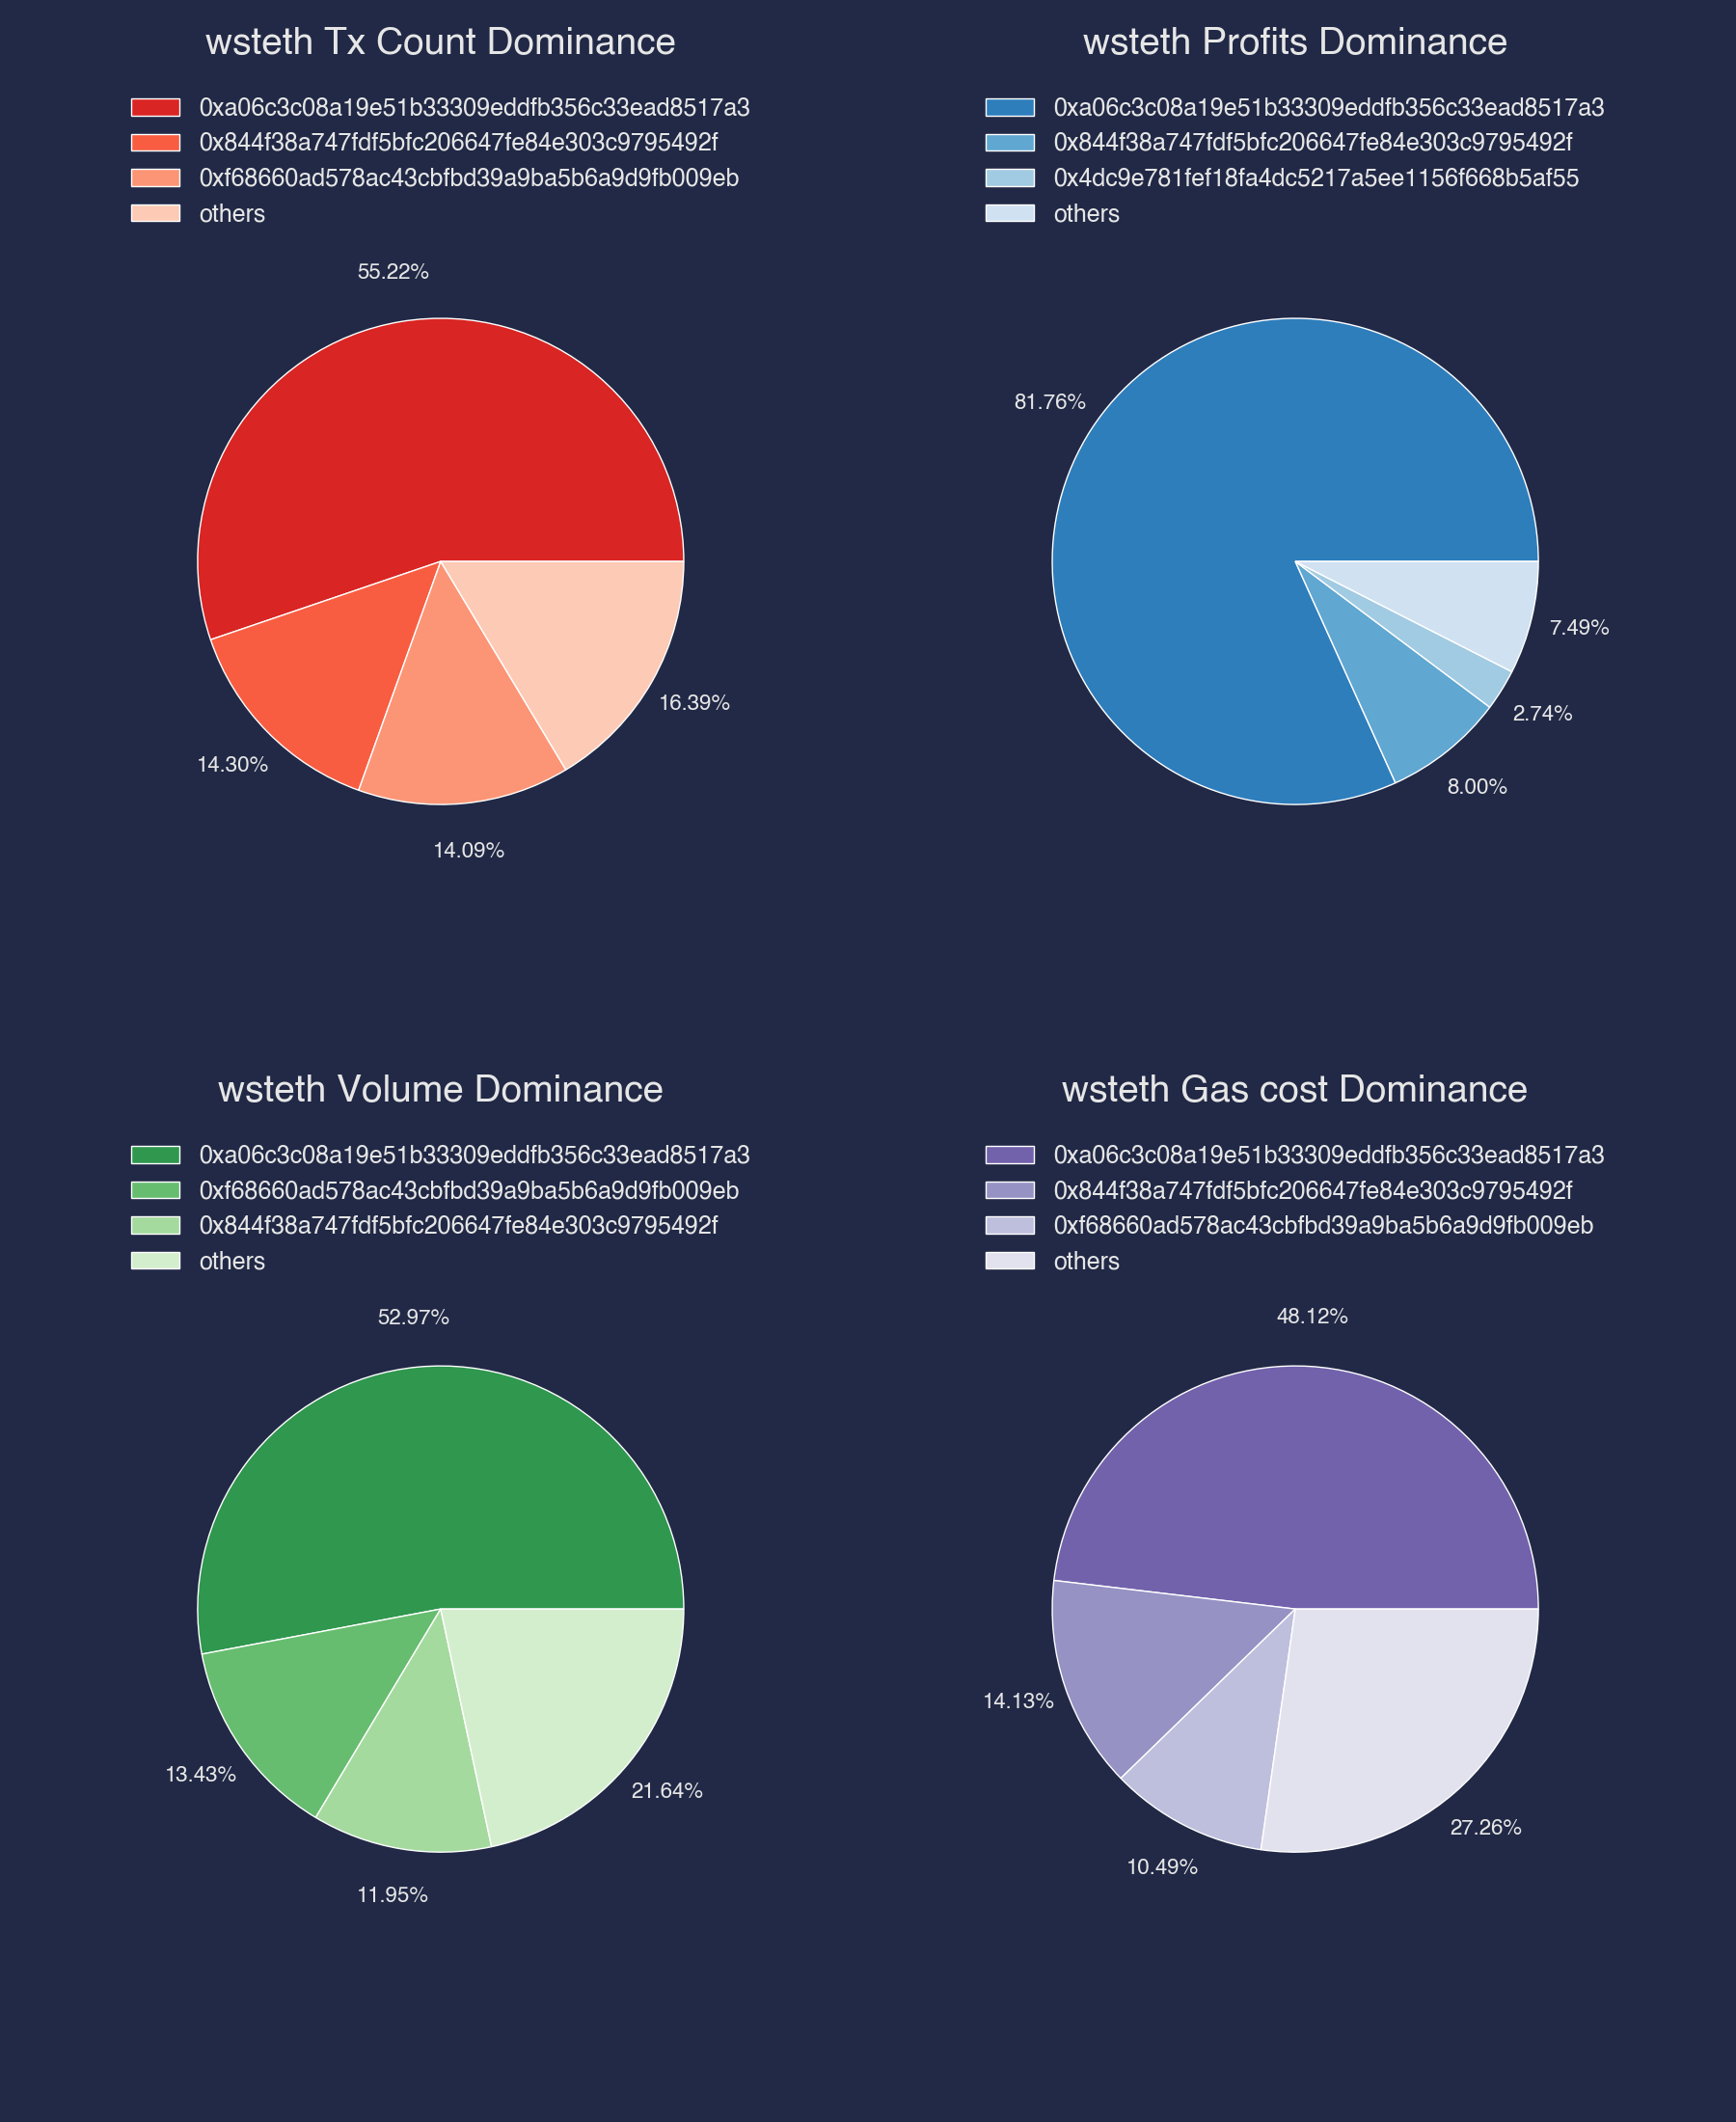 wsteth Tx Count Dominance
0xa06c3c08a19e51b33309eddfb356c33ead8517a3
0x844f38a747fdf5bfc206647fe84e303c9795492f
0xf68660ad578ac43cbfbd39a9ba5b6a9d9fb009eb
others
55.22%
16.39%
14.30%
14.09%
wsteth Profits Dominance
0xa06c3c08a19e51b33309eddfb356c33ead8517a3
0x844f38a747fdf5bfc206647fe84e303c9795492f
0x4dc9e781fef18fa4dc5217a5ee1156f668b5af55
others
81.76%
7.49%
2.74%
8.00%
wsteth Volume Dominance
0xa06c3c08a19e51b33309eddfb356c33ead8517a3
0xf68660ad578ac43cbfbd39a9ba5b6a9d9fb009eb
0x844f38a747fdf5bfc206647fe84e303c9795492f
others
52.97%
13.43%
21.64%
11.95%
wsteth Gas cost Dominance
0xa06c3c08a19e51b33309eddfb356c33ead8517a3
0x844f38a747fdf5bfc206647fe84e303c9795492f
0xf68660ad578ac43cbfbd39a9ba5b6a9d9fb009eb
others
48.12%
14.13%
27.26%
10.49%